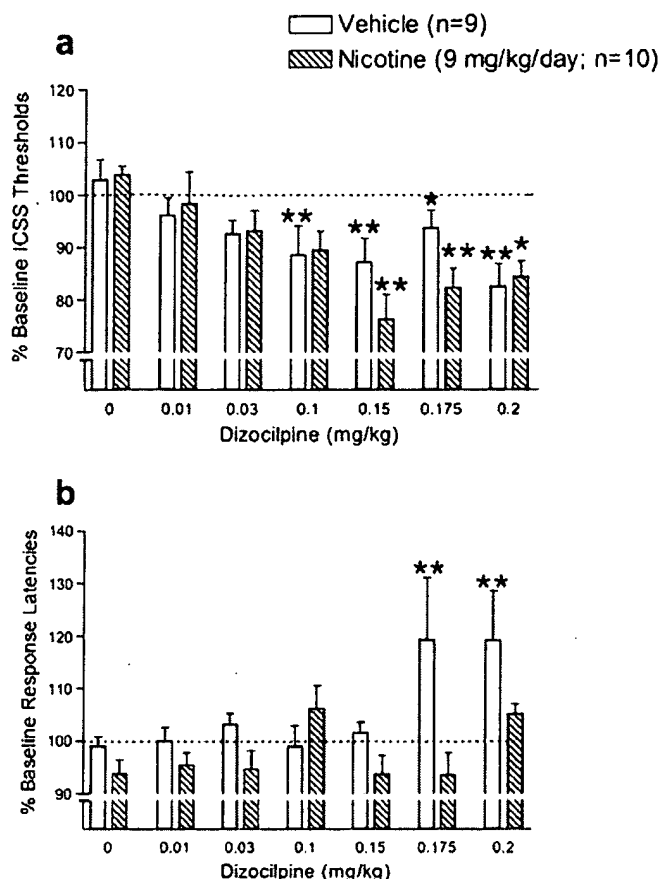 Vehicle (n=9)
Nicotine (9 mg/kg/day; n=10)
a
% Baseline ICSS Thresholds
120
110
100
90
80
70
** ** * ** ** ** *
0 0.01 0.03 0.1 0.15 0.175 0.2
Dizocilpine (mg/kg)
b
% Baseline Response Latencies
140
130
120
110
100
90
** **
0 0.01 0.03 0.1 0.15 0.175 0.2
Dizocilpine (mg/kg)